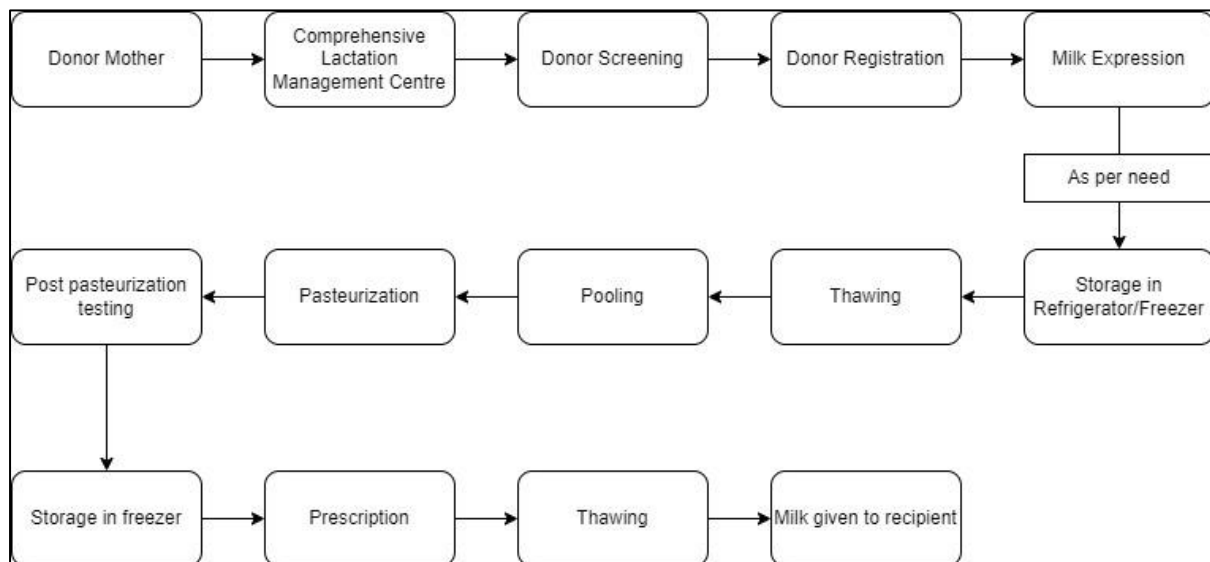 Donor Mother
Comprehensive
Lactation
Management Centre
Donor Screening
Donor Registration
Milk Expression
As per need
Storage in
Refrigerator/Freezer
Thawing
Pooling
Pasteurization
Post pasteurization
testing
Storage in freezer
Prescription
Thawing
Milk given to recipient